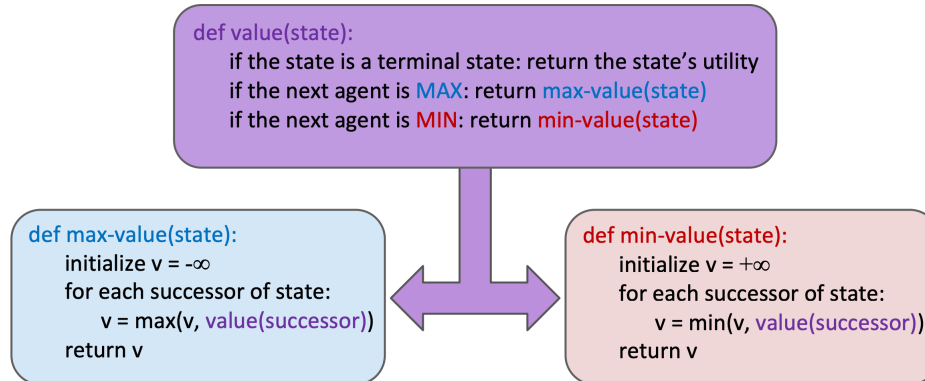 def value(state):
if the state is a terminal state: return the state’s utility
if the next agent is MAX: return max-value(state)
if the next agent is MIN: return min-value(state)
def max-value(state):
initialize v = -∞
for each successor of state:
v = max(v, value(successor))
return v
def min-value(state):
initialize v = +∞
for each successor of state:
v = min(v, value(successor))
return v